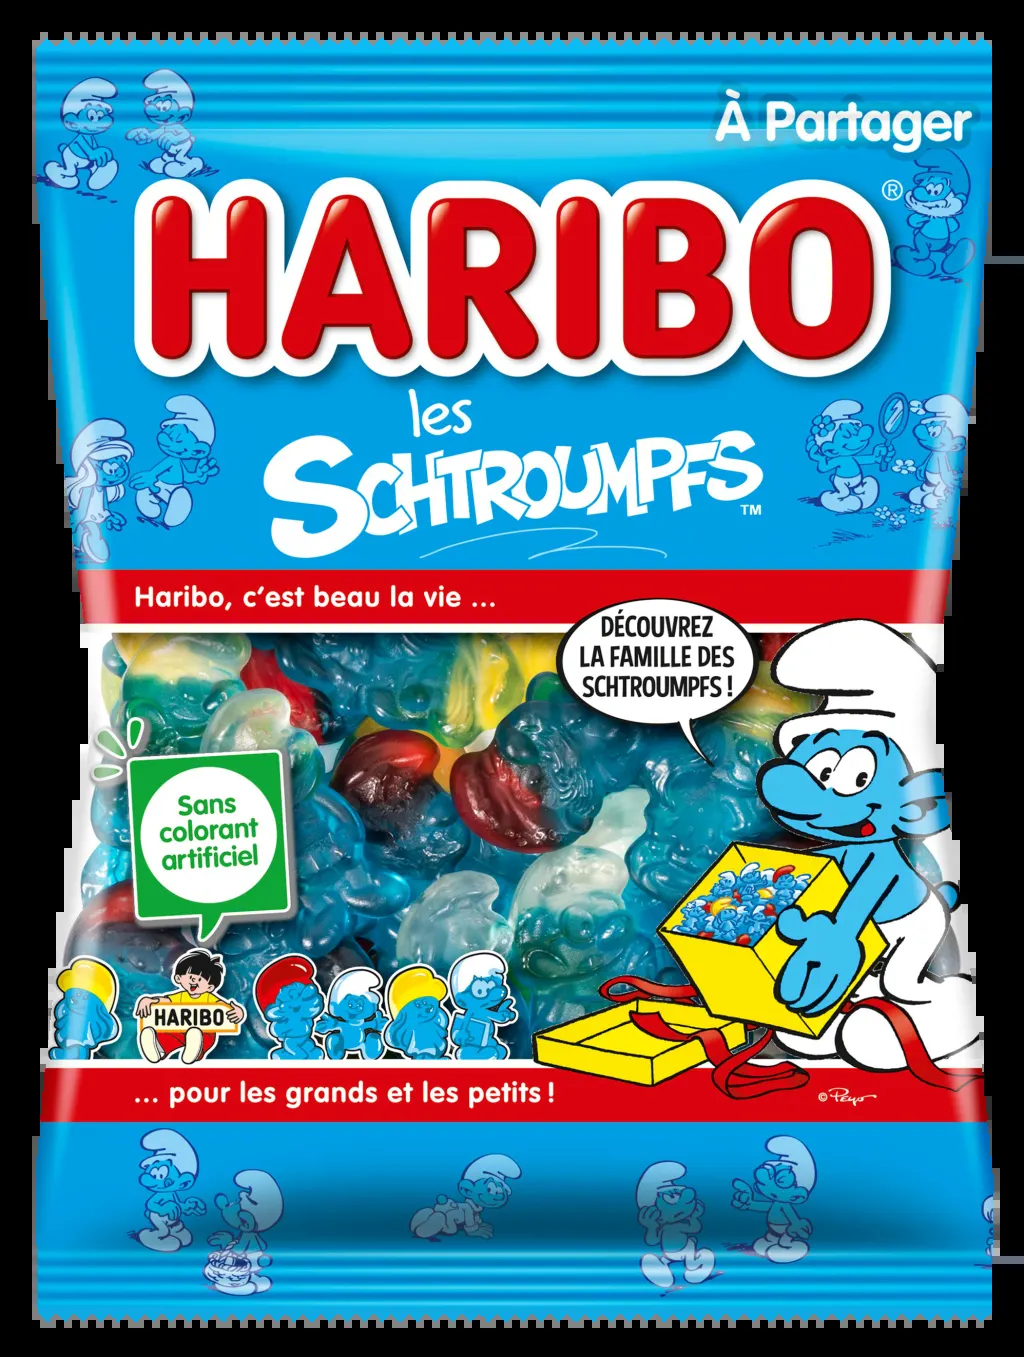 À Partager
HARIBO®
les
SCHTROUMPFS™
Haribo, c'est beau la vie ...
DÉCOUVREZ
LA FAMILLE DES
SCHTROUMPFS !
Sans
colorant
artificiel
HARIBO
... pour les grands et les petits !
© Peyo